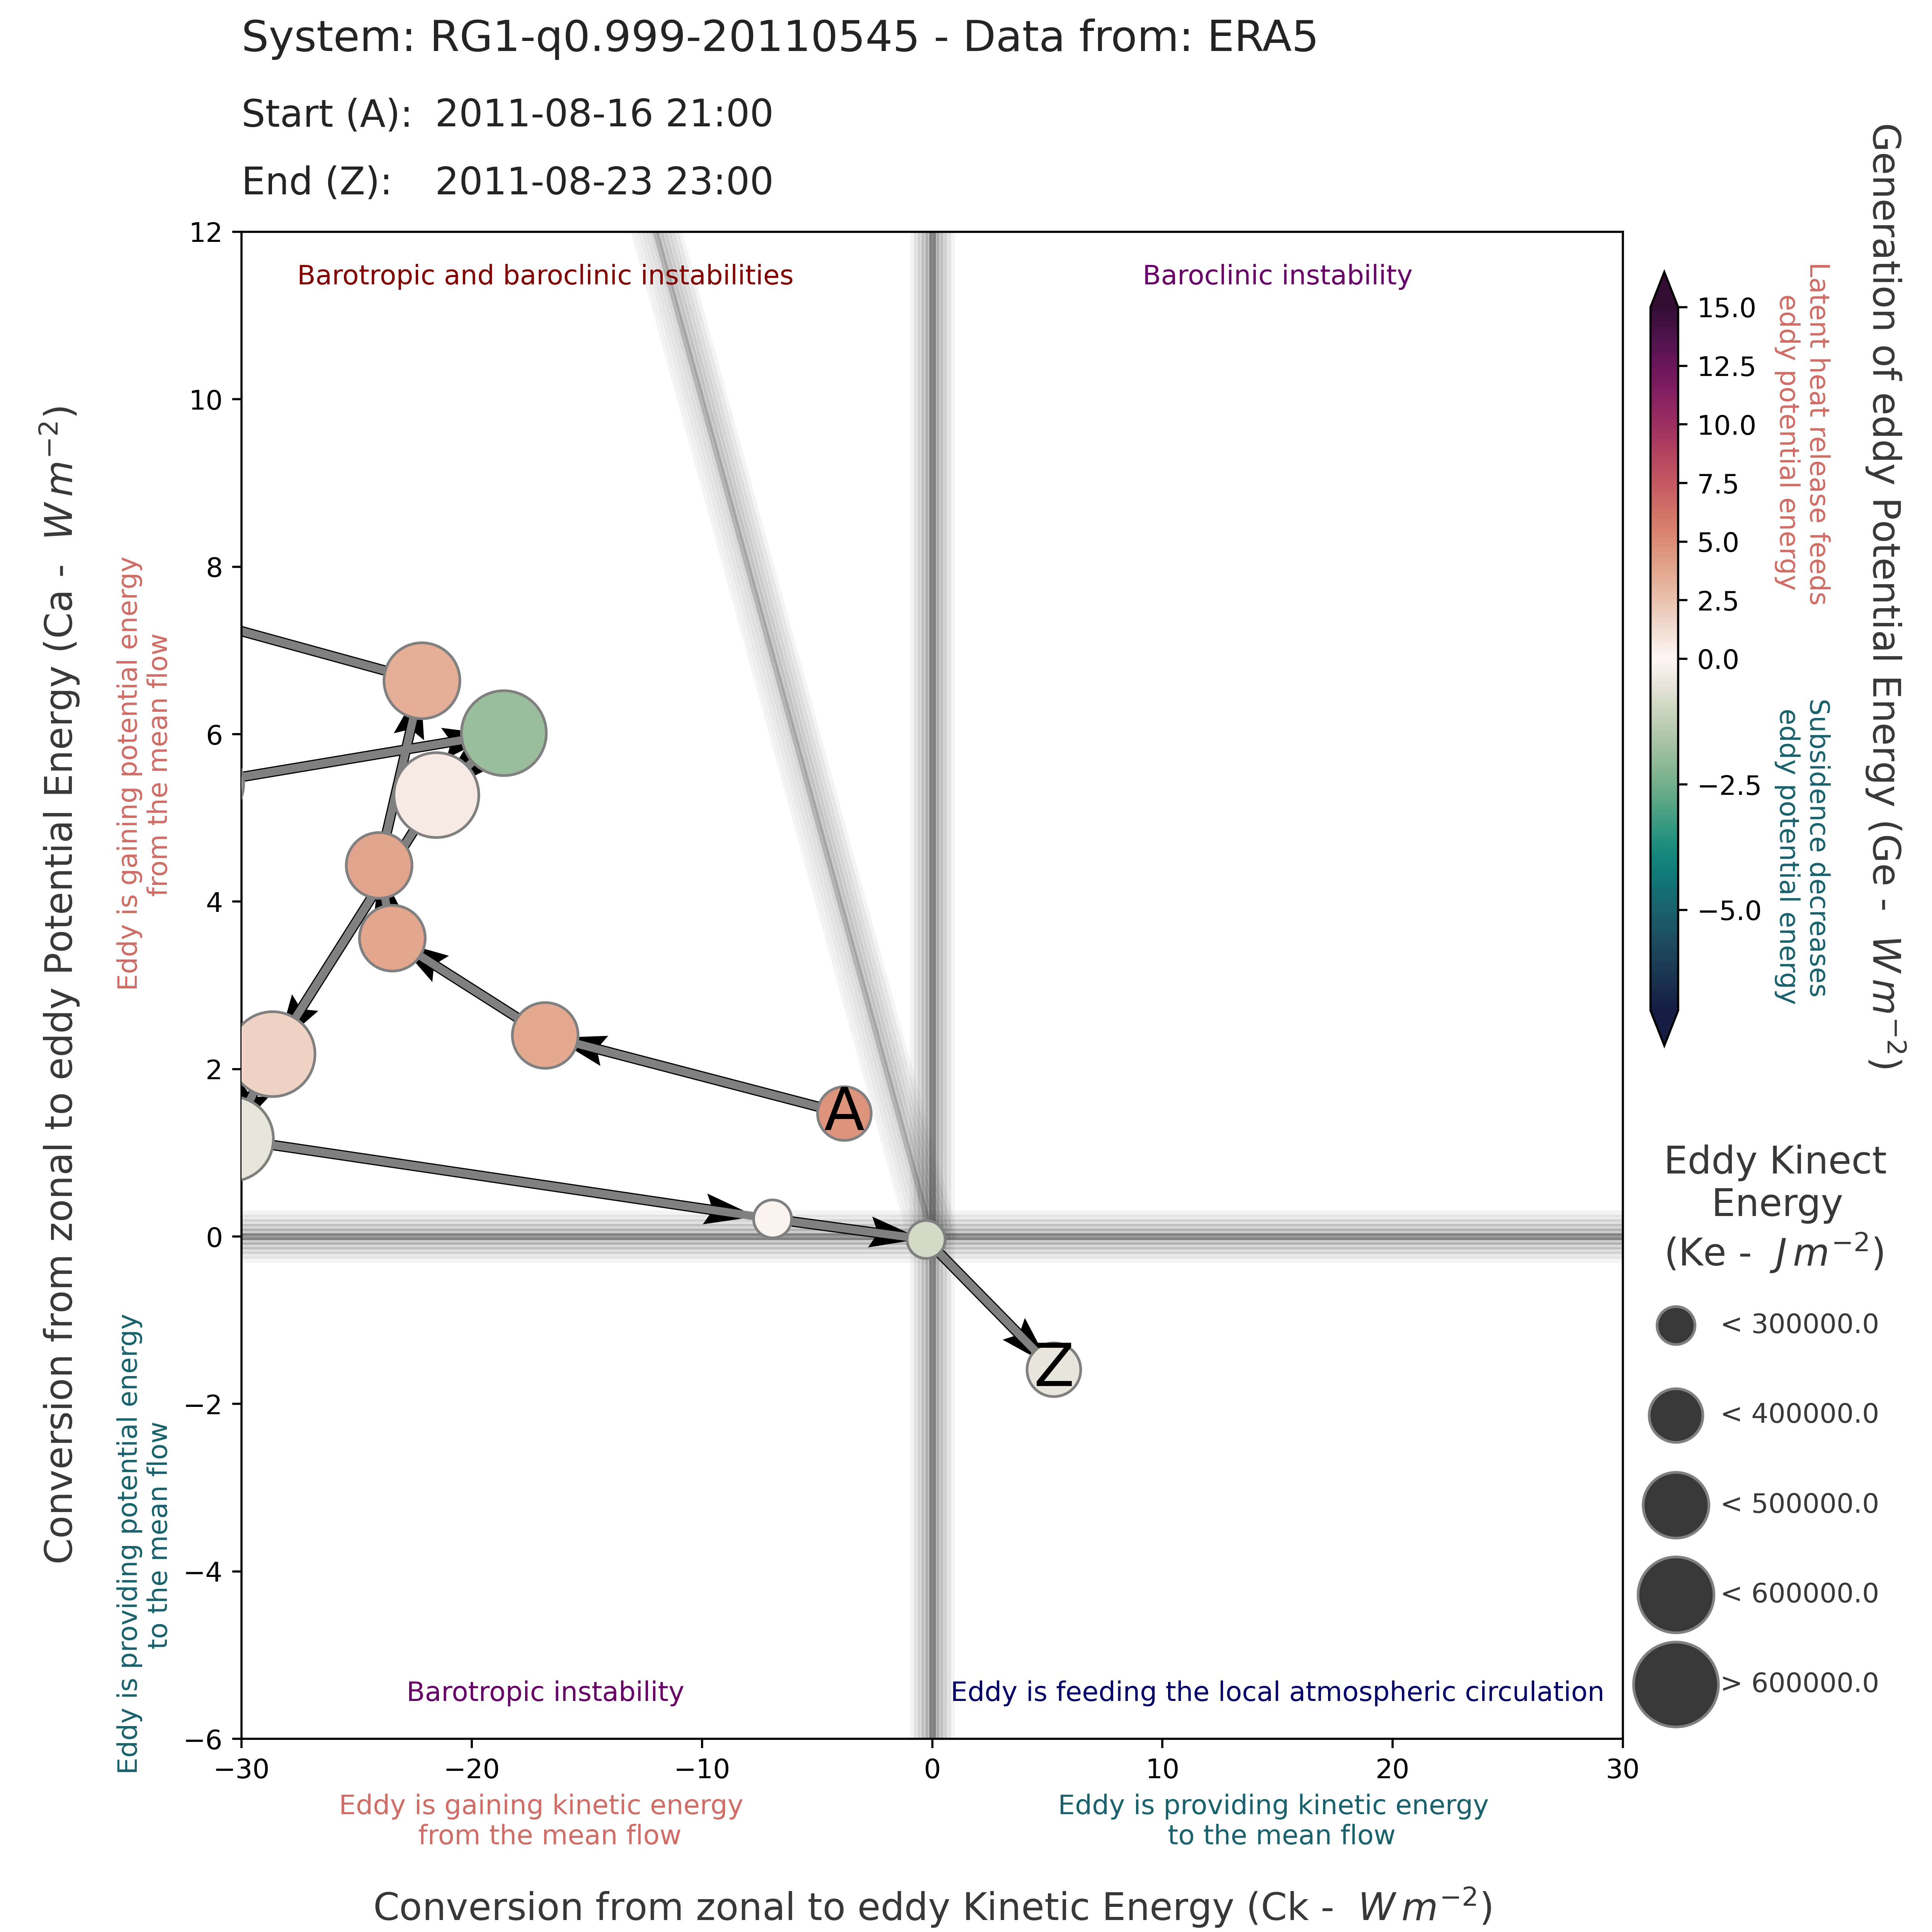 System: RG1-q0.999-20110545 - Data from: ERA5
Start (A): 2011-08-16 21:00
End (Z): 2011-08-23 23:00
Conversion from zonal to eddy Potential Energy (Ca - W m⁻²)
Eddy is gaining potential energy
from the mean flow
Eddy is providing potential energy
to the mean flow
12
10
8
6
4
2
0
−2
−4
−6
Barotropic and baroclinic instabilities
Baroclinic instability
A
Z
Barotropic instability
Eddy is feeding the local atmospheric circulation
−30
−20
−10
0
10
20
30
Eddy is gaining kinetic energy
from the mean flow
Eddy is providing kinetic energy
to the mean flow
Conversion from zonal to eddy Kinetic Energy (Ck - W m⁻²)
15.0
12.5
10.0
7.5
5.0
2.5
0.0
−2.5
−5.0
Latent heat release feeds
eddy potential energy
Subsidence decreases
eddy potential energy
Generation of eddy Potential Energy (Ge - W m⁻²)
Eddy Kinect
Energy
(Ke - J m⁻²)
< 300000.0
< 400000.0
< 500000.0
< 600000.0
> 600000.0